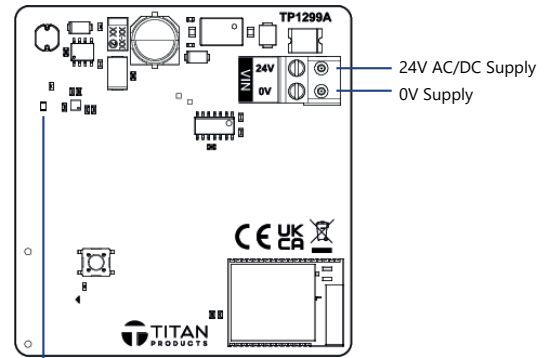 TP1299A
24V
24V AC/DC Supply
VIN
0V
0V Supply
CE UK
CA
TITAN
PRODUCTS